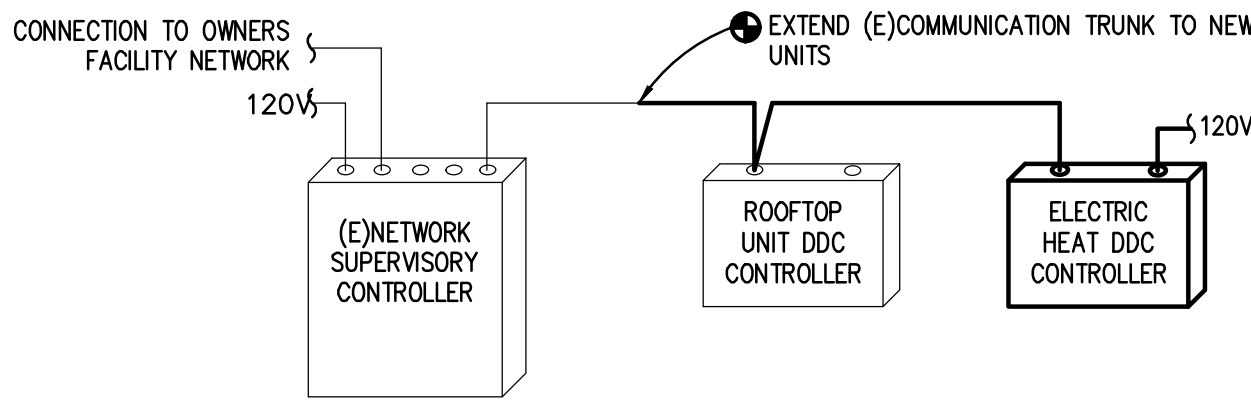 CONNECTION TO OWNERS
FACILITY NETWORK
120V
EXTEND (E)COMMUNICATION TRUNK TO NEW
UNITS
120V
(E)NETWORK
SUPERVISORY
CONTROLLER
ROOFTOP
UNIT DDC
CONTROLLER
ELECTRIC
HEAT DDC
CONTROLLER